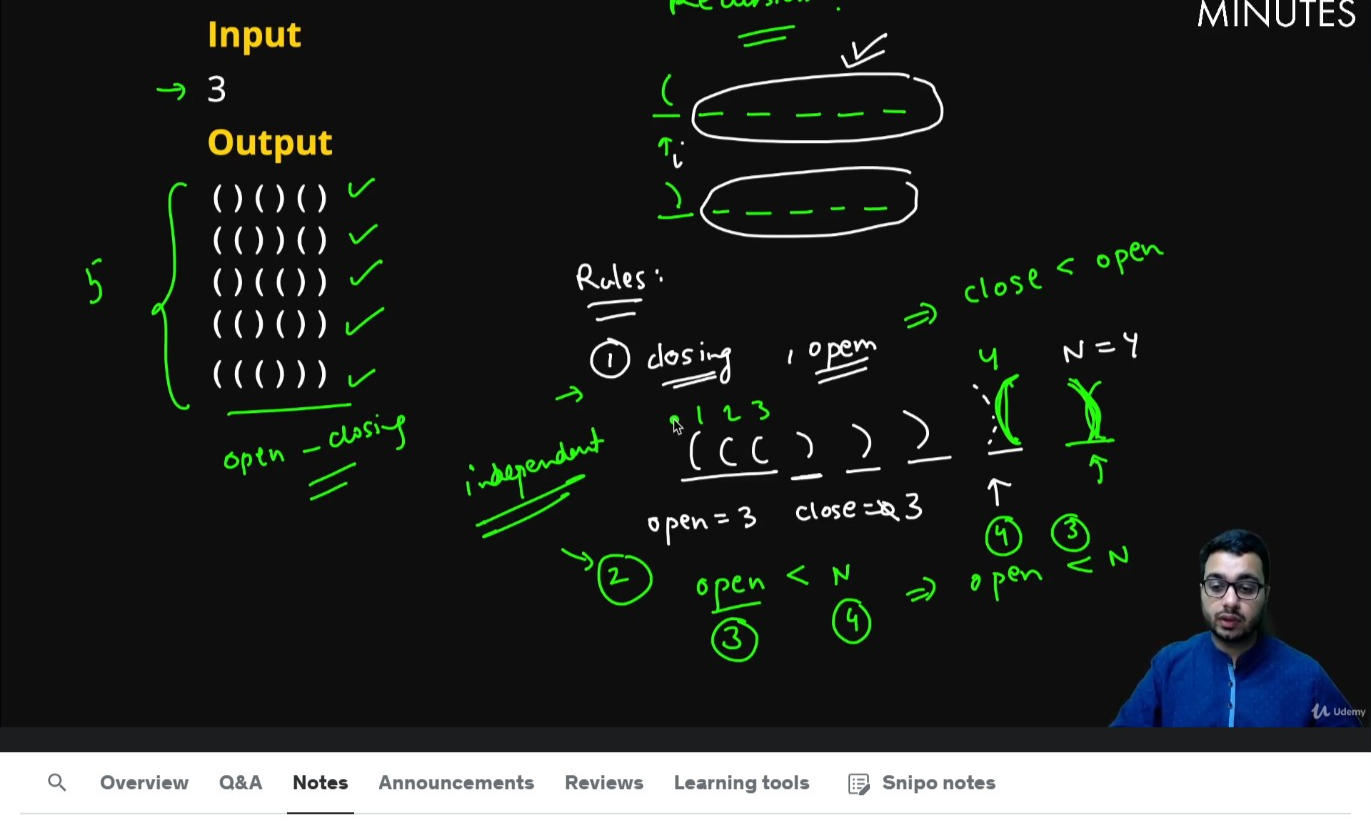 MINUTES
Input
→ 3
Output
()()()
(())()
()(())
(()())
((()))
5
open - closing
(
i
)
Rules:
① closing , opem
⇒ close < open
4 N = 4
1 2 3
( ( ( ) ) )
independent
open = 3 close = 3
④ ③
② open < N ⇒ open < N
③ ④
Udemy
Overview Q&A Notes Announcements Reviews Learning tools Snipo notes